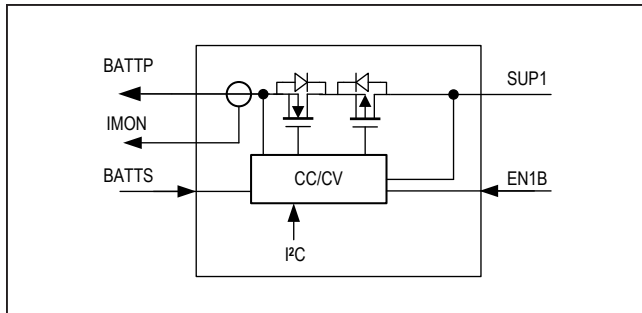 BATTP
SUP1
IMON
BATTS
CC/CV
EN1B
I²C